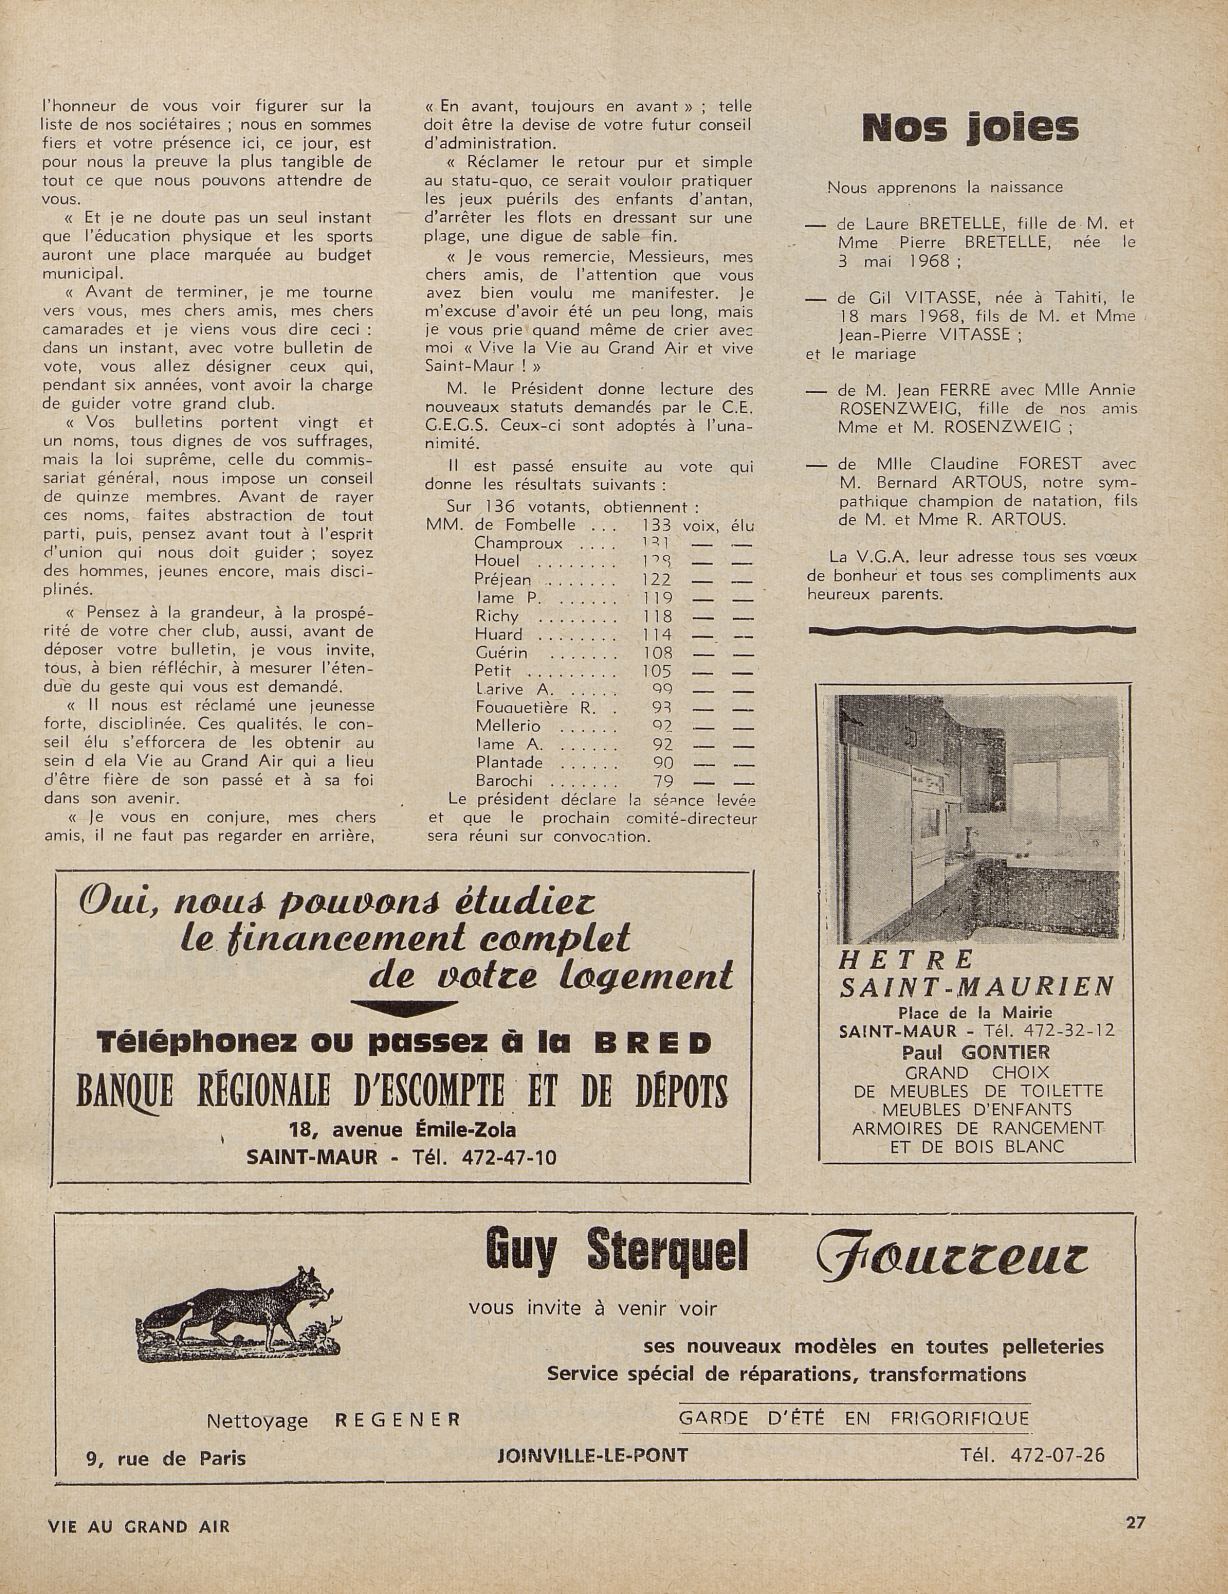 l'honneur de vous voir figurer sur la
liste de nos sociétaires ; nous en sommes
fiers et votre présence ici, ce jour, est
pour nous la preuve la plus tangible de
tout ce que nous pouvons attendre de
vous.
« Et je ne doute pas un seul instant
que l'éducation physique et les sports
auront une place marquée au budget
municipal.
« Avant de terminer, je me tourne
vers vous, mes chers amis, mes chers
camarades et je viens vous dire ceci :
dans un instant, avec votre bulletin de
vote, vous allez désigner ceux qui,
pendant six années, vont avoir la charge
de guider votre grand club.
« Vos bulletins portent vingt et
un noms, tous dignes de vos suffrages,
mais la loi suprême, celle du commis-
sariat général, nous impose un conseil
de quinze membres. Avant de rayer
ces noms, faites abstraction de tout
parti, puis, pensez avant tout à l'esprit
d'union qui nous doit guider ; soyez
des hommes, jeunes encore, mais disci-
plinés.
« Pensez à la grandeur, à la prospé-
rité de votre cher club, aussi, avant de
déposer votre bulletin, je vous invite,
tous, à bien réfléchir, à mesurer l'éten-
due du geste qui vous est demandé.
« Il nous est réclamé une jeunesse
forte, disciplinée. Ces qualités, le con-
seil élu s'efforcera de les obtenir au
sein d ela Vie au Grand Air qui a lieu
d'être fière de son passé et à sa foi
dans son avenir.
« Je vous en conjure, mes chers
amis, il ne faut pas regarder en arrière,
« En avant, toujours en avant » ; telle
doit être la devise de votre futur conseil
d'administration.
« Réclamer le retour pur et simple
au statu-quo, ce serait vouloir pratiquer
les jeux puérils des enfants d'antan,
d'arrêter les flots en dressant sur une
plage, une digue de sable fin.
« Je vous remercie, Messieurs, mes
chers amis, de l'attention que vous
avez bien voulu me manifester. Je
m'excuse d'avoir été un peu long, mais
je vous prie quand même de crier avec
moi « Vive la Vie au Grand Air et vive
Saint-Maur ! »
M. le Président donne lecture des
nouveaux statuts demandés par le C.E.
G.E.G.S. Ceux-ci sont adoptés à l'una-
nimité.
Il est passé ensuite au vote qui
donne les résultats suivants :
Sur 136 votants, obtiennent :
MM. de Fombelle ... 133 voix, élu
Champroux .... 131 — —
Houel ........ 128 — —
Préjean ....... 122 — —
Jame P. ...... 119 — —
Richy ........ 118 — —
Huard ........ 114 — —
Guérin ....... 108 — —
Petit ......... 105 — —
Larive A. ..... 99 — —
Fouquetière R. . 93 — —
Mellerio ...... 92 — —
Jame A. ...... 92 — —
Plantade ...... 90 — —
Barochi ....... 79 — —
Le président déclare la séance levée
et que le prochain comité-directeur
sera réuni sur convocation.
Nos joies
Nous apprenons la naissance
— de Laure BRETELLE, fille de M. et
Mme Pierre BRETELLE, née le
3 mai 1968 ;
— de Gil VITASSE, née à Tahiti, le
18 mars 1968, fils de M. et Mme
Jean-Pierre VITASSE ;
et le mariage
— de M. Jean FERRE avec Mlle Annie
ROSENZWEIG, fille de nos amis
Mme et M. ROSENZWEIG ;
— de Mlle Claudine FOREST avec
M. Bernard ARTOUS, notre sym-
pathique champion de natation, fils
de M. et Mme R. ARTOUS.
La V.G.A. leur adresse tous ses vœux
de bonheur et tous ses compliments aux
heureux parents.
HETRE
SAINT-MAURIEN
Place de la Mairie
SAINT-MAUR - Tél. 472-32-12
Paul GONTIER
GRAND CHOIX
DE MEUBLES DE TOILETTE
MEUBLES D'ENFANTS
ARMOIRES DE RANGEMENT
ET DE BOIS BLANC
Oui, nous pouvons étudier
le financement complet
de votre logement
Téléphonez ou passez à la BRED
BANQUE RÉGIONALE D'ESCOMPTE ET DE DÉPOTS
18, avenue Émile-Zola
SAINT-MAUR - Tél. 472-47-10
Guy Sterquel Fourreur
vous invite à venir voir
ses nouveaux modèles en toutes pelleteries
Service spécial de réparations, transformations
Nettoyage REGENER GARDE D'ÉTÉ EN FRIGORIFIQUE
9, rue de Paris JOINVILLE-LE-PONT Tél. 472-07-26
VIE AU GRAND AIR 27